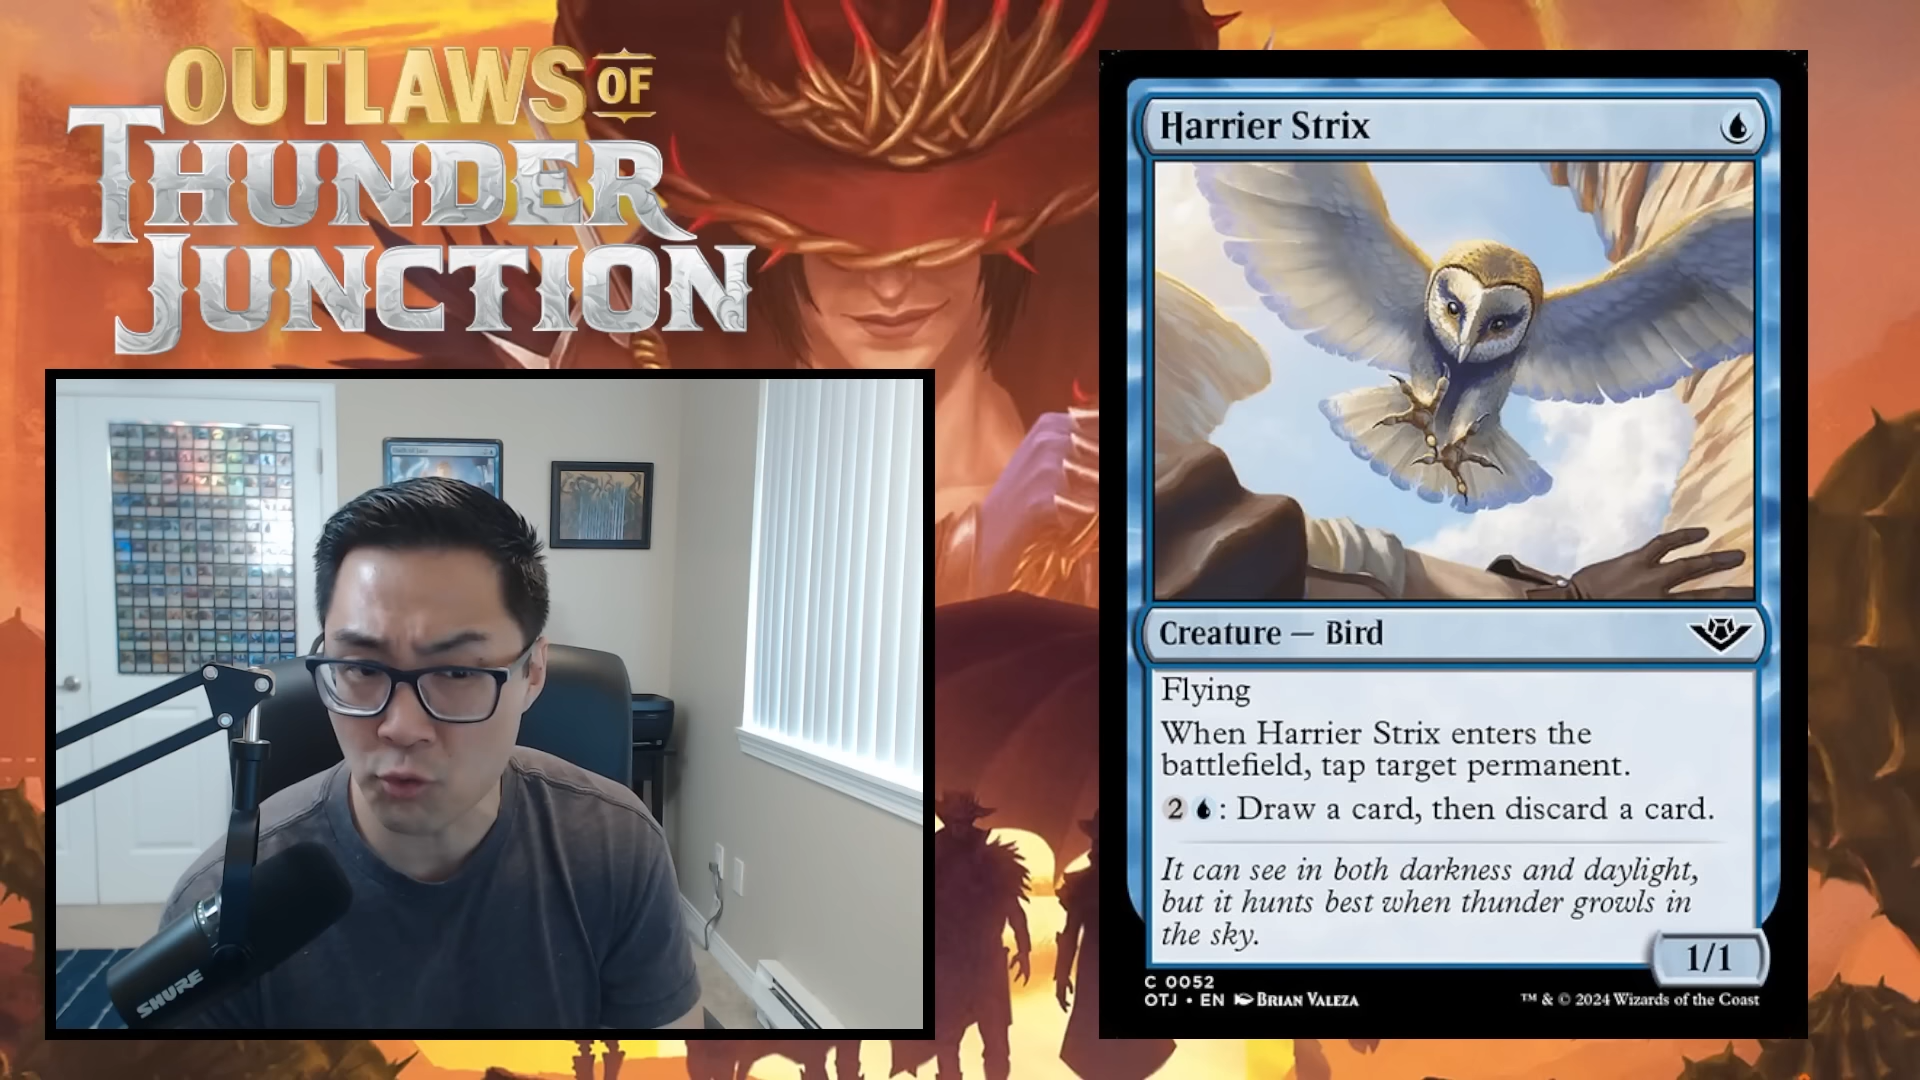 OUTLAWS OF
THUNDER
JUNCTION
SHURE
Harrier Strix
Creature — Bird
Flying
When Harrier Strix enters the
battlefield, tap target permanent.
2 : Draw a card, then discard a card.
It can see in both darkness and daylight,
but it hunts best when thunder growls in
the sky.
1/1
C 0052
OTJ • EN BRIAN VALEZA
™ & © 2024 Wizards of the Coast